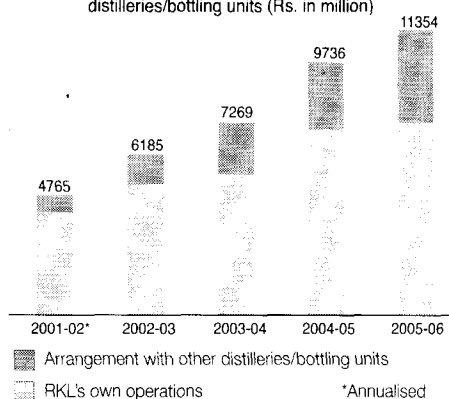 distilleries/bottling units (Rs. in million)
11354
9736
7269
6185
4765
2001-02* 2002-03 2003-04 2004-05 2005-06
Arrangement with other distilleries/bottling units
RKL's own operations *Annualised